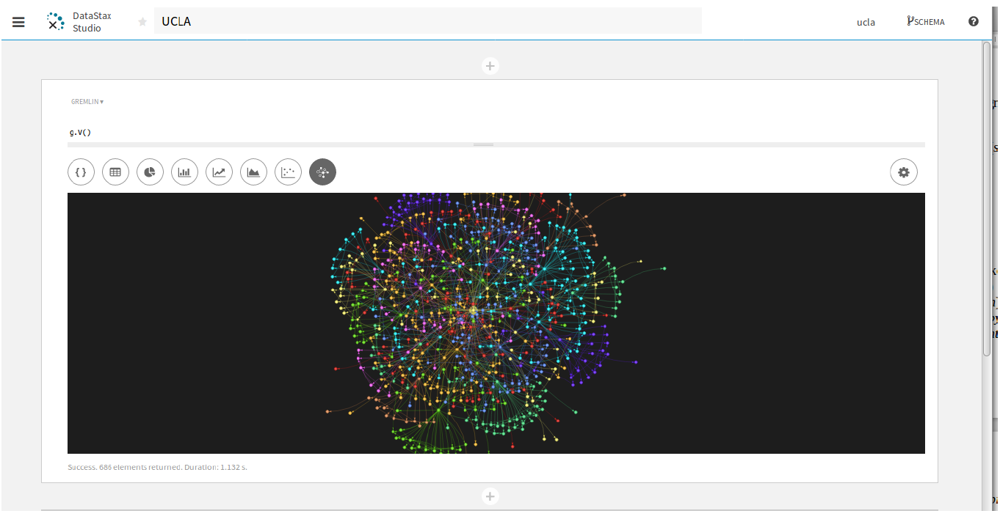 DataStax
Studio
UCLA
ucla
SCHEMA
GREMLIN
g.V()
{ }
Success. 686 elements returned. Duration: 1.132 s.